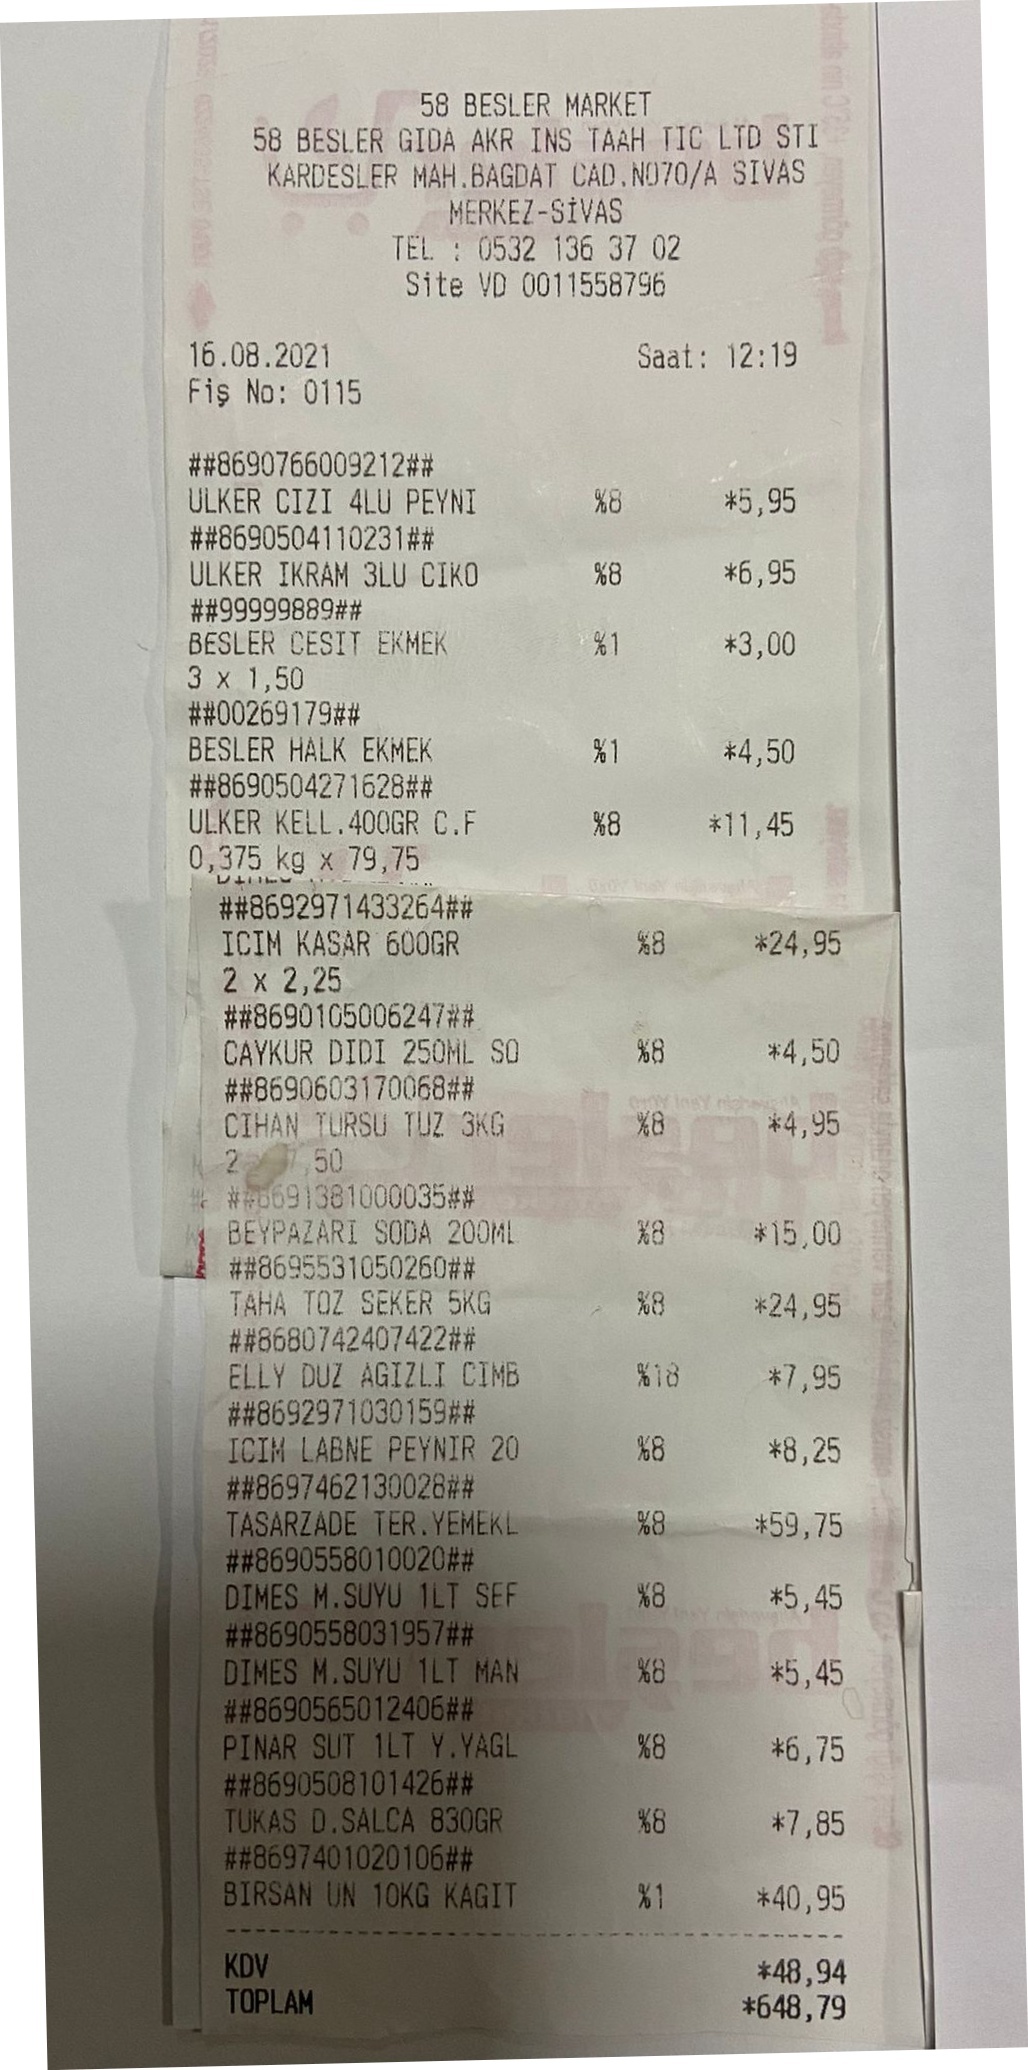 58 BESLER MARKET
58 BESLER GIDA AKR INS TAAH TIC LTD STI
KARDESLER MAH.BAGDAT CAD.NO70/A SIVAS
MERKEZ-SİVAS
TEL : 0532 136 37 02
Site VD 0011558796
16.08.2021 Saat: 12:19
Fiş No: 0115
##8690766009212##
ULKER CIZI 4LU PEYNI %8 *5,95
##8690504110231##
ULKER IKRAM 3LU CIKO %8 *6,95
##99999889##
BESLER CESIT EKMEK %1 *3,00
3 x 1,50
##00269179##
BESLER HALK EKMEK %1 *4,50
##8690504271628##
ULKER KELL.400GR C.F %8 *11,45
0,375 kg x 79,75
##8692971433264##
ICIM KASAR 600GR %8 *24,95
2 x 2,25
##8690105006247##
CAYKUR DIDI 250ML SO %8 *4,50
##8690603170068##
CIHAN TURSU TUZ 3KG %8 *4,95
2 7,50
##8691381000035##
BEYPAZARI SODA 200ML %8 *15,00
##8695531050260##
TAHA TOZ SEKER 5KG %8 *24,95
##8680742407422##
ELLY DUZ AGIZLI CIMB %18 *7,95
##8692971030159##
ICIM LABNE PEYNIR 20 %8 *8,25
##8697462130028##
TASARZADE TER.YEMEKL %8 *59,75
##8690558010020##
DIMES M.SUYU 1LT SEF %8 *5,45
##8690558031957##
DIMES M.SUYU 1LT MAN %8 *5,45
##8690565012406##
PINAR SUT 1LT Y.YAGL %8 *6,75
##8690508101426##
TUKAS D.SALCA 830GR %8 *7,85
##8697401020106##
BIRSAN UN 10KG KAGIT %1 *40,95
KDV *48,94
TOPLAM *648,79